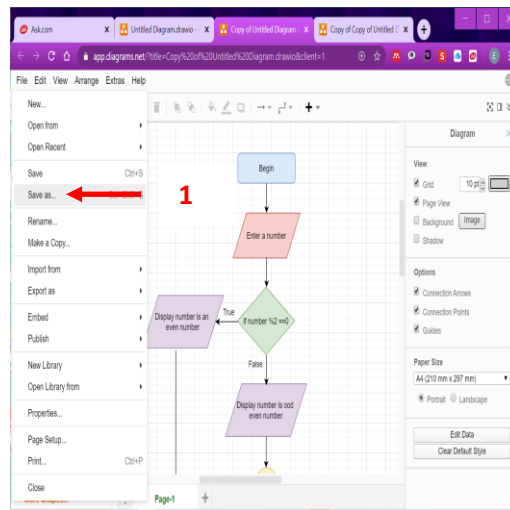 Ask.com x
Untitled Diagram.drawio - x
Copy of Untitled Diagram. x
Copy of Copy of Untitled D x
app.diagrams.net/?title=Copy%20of%20Untitled%20Diagram.drawio&client=1
File Edit View Arrange Extras Help
New...
Open from
Open Recent
Save Ctrl+S
Save as...
Rename...
Make a Copy...
Import from
Export as
Embed
Publish
New Library
Open Library from
Properties...
Page Setup...
Print... Ctrl+P
Close
1
Begin
Enter a number
If number %2 ==0
True
Display number is an
even number
False
Display number is ood
even number
Page-1
Diagram
View
Grid 10 pt
Page View
Background Image
Shadow
Options
Connection Arrows
Connection Points
Guides
Paper Size
A4 (210 mm x 297 mm)
Portrait Landscape
Edit Data
Clear Default Style